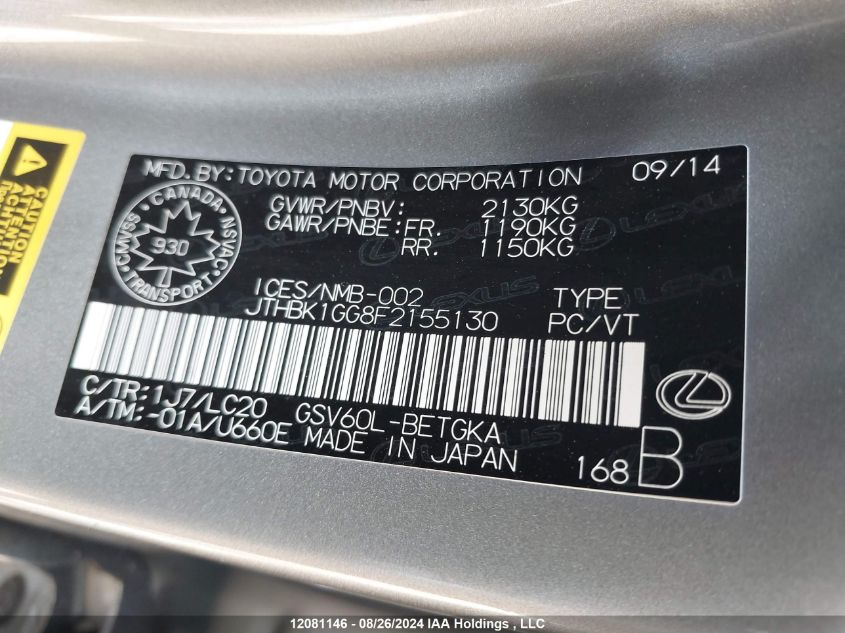 MFD.BY:TOYOTA MOTOR CORPORATION 09/14
GVWR/PNBV: 2130KG
GAWR/PNBE:FR. 1190KG
RR. 1150KG
CANADA
CMVSS NSVAC
930
TRANSPORT
ICES/NMB-002 TYPE
JTHBK1GG8F2155130 PC/VT
C/TR:1J7/LC20 GSV60L-BETGKA
A/TM:-01A/U660E MADE IN JAPAN
168 B
CAUTION
ATTENTION
LEXUS
12081146 - 08/26/2024 IAA Holdings , LLC